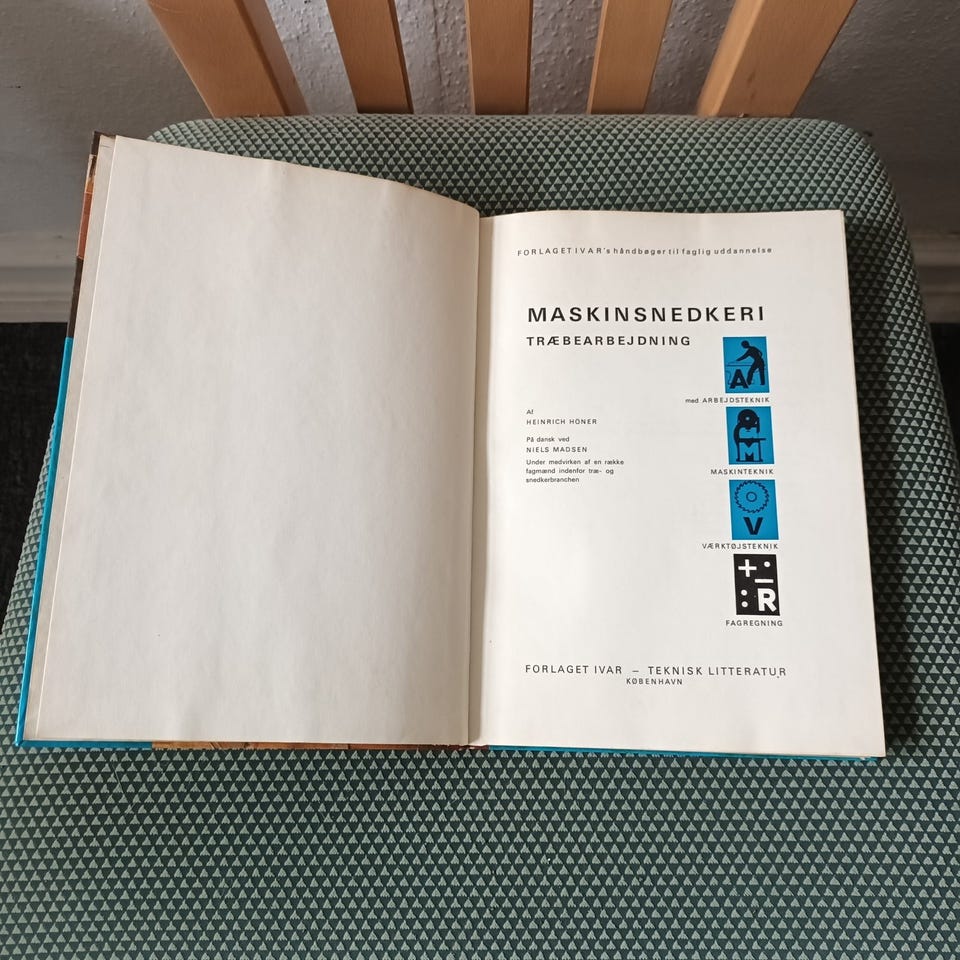 FORLAGET IVAR's håndbøger til faglig uddannelse
MASKINSNEDKERI
TRÆBEARBEJDNING
A
med ARBEJDSTEKNIK
Af
HEINRICH HÖNER
På dansk ved
NIELS MADSEN
Under medvirken af en række
fagmænd indenfor træ- og
snedkerbranchen
M
MASKINTEKNIK
V
VÆRKTØJSTEKNIK
+ · − : R
FAGREGNING
FORLAGET IVAR – TEKNISK LITTERATUR
KØBENHAVN